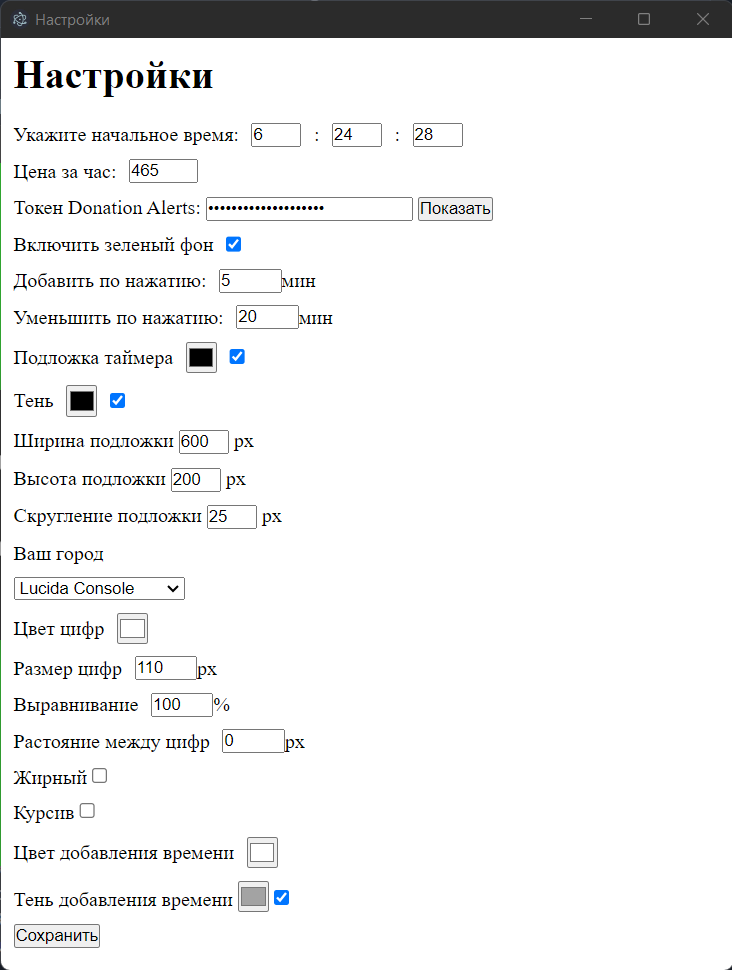 Настройки
Настройки
Укажите начальное время: 6 : 24 : 28
Цена за час: 465
Токен Donation Alerts: •••••••••••••••••••• Показать
Включить зеленый фон
Добавить по нажатию: 5 мин
Уменьшить по нажатию: 20 мин
Подложка таймера
Тень
Ширина подложки 600 px
Высота подложки 200 px
Скругление подложки 25 px
Ваш город
Lucida Console
Цвет цифр
Размер цифр 110 px
Выравнивание 100 %
Растояние между цифр 0 px
Жирный
Курсив
Цвет добавления времени
Тень добавления времени
Сохранить